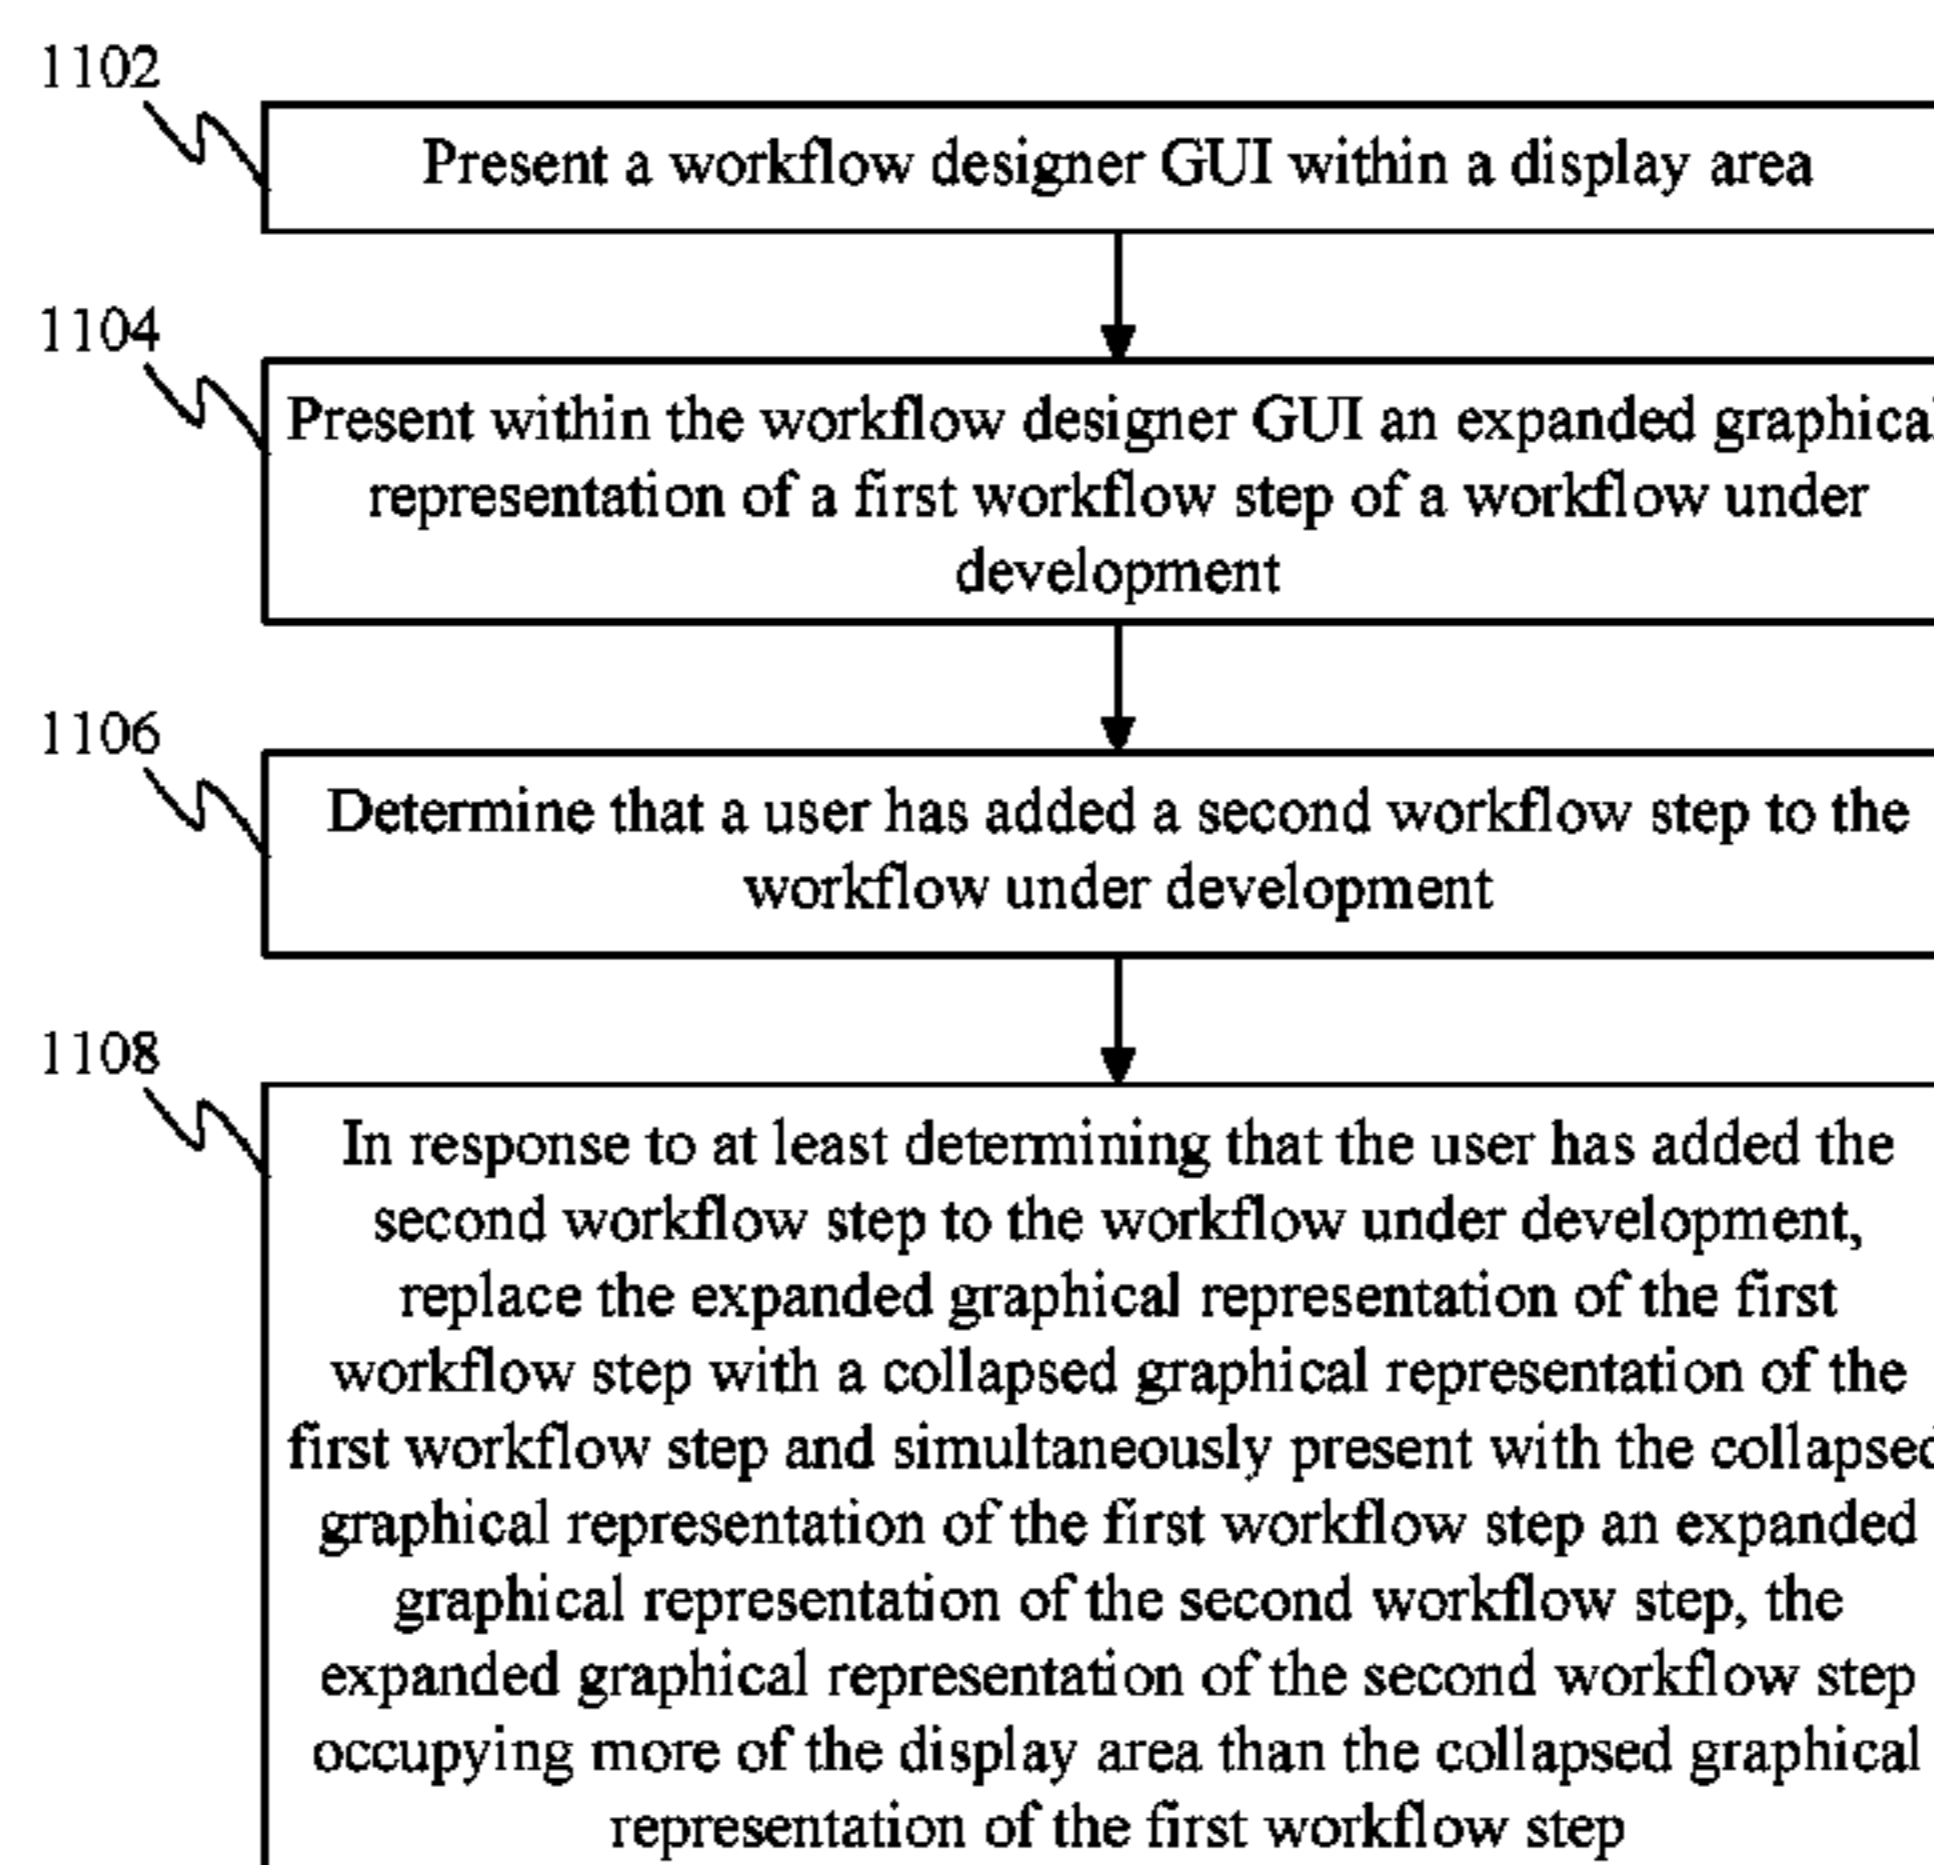 1102
Present a workflow designer GUI within a display area
1104
Present within the workflow designer GUI an expanded graphical
representation of a first workflow step of a workflow under
development
1106
Determine that a user has added a second workflow step to the
workflow under development
1108
In response to at least determining that the user has added the
second workflow step to the workflow under development,
replace the expanded graphical representation of the first
workflow step with a collapsed graphical representation of the
first workflow step and simultaneously present with the collapsed
graphical representation of the first workflow step an expanded
graphical representation of the second workflow step, the
expanded graphical representation of the second workflow step
occupying more of the display area than the collapsed graphical
representation of the first workflow step